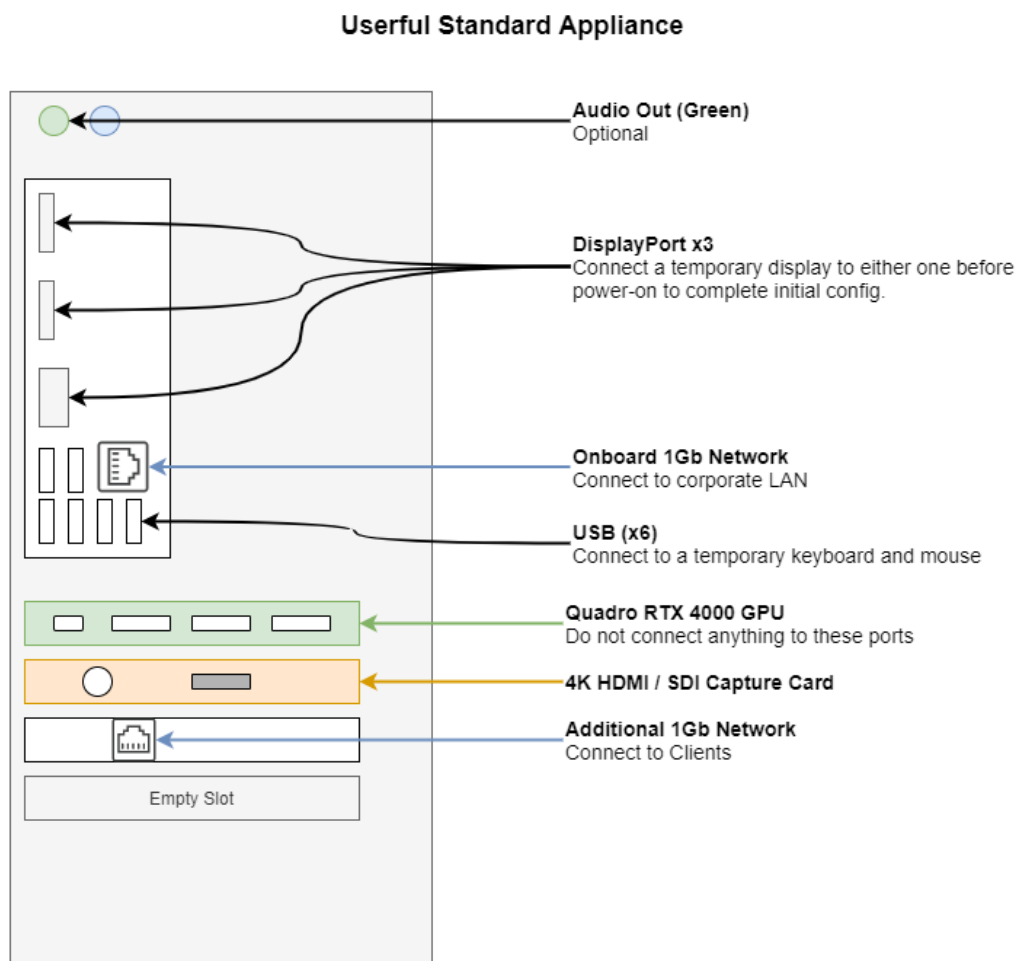 Userful Standard Appliance
Audio Out (Green)
Optional
DisplayPort x3
Connect a temporary display to either one before
power-on to complete initial config.
Onboard 1Gb Network
Connect to corporate LAN
USB (x6)
Connect to a temporary keyboard and mouse
Quadro RTX 4000 GPU
Do not connect anything to these ports
4K HDMI / SDI Capture Card
Additional 1Gb Network
Connect to Clients
Empty Slot